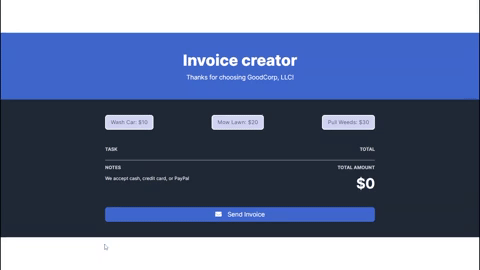 Invoice creator
Thanks for choosing GoodCorp, LLC!
Wash Car: $10
Mow Lawn: $20
Pull Weeds: $30
TASK
TOTAL
NOTES
TOTAL AMOUNT
We accept cash, credit card, or PayPal
$0
Send Invoice